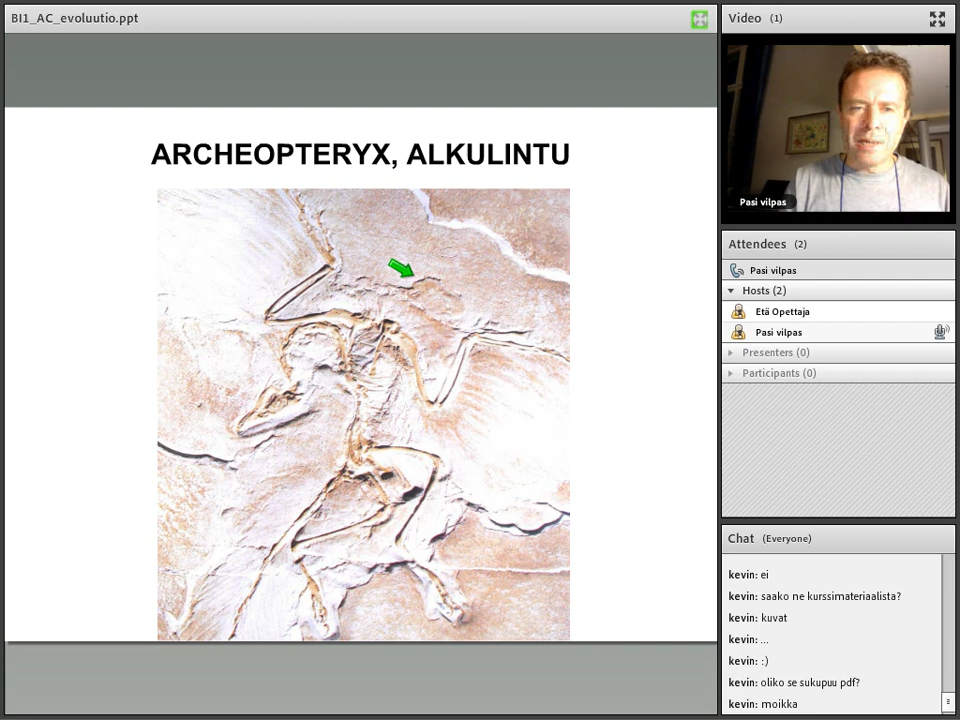 BI1_AC_evoluutio.ppt
ARCHEOPTERYX, ALKULINTU
Video (1)
Pasi vilpas
Attendees (2)
Pasi vilpas
Hosts (2)
Etä Opettaja
Pasi vilpas
Presenters (0)
Participants (0)
Chat (Everyone)
kevin: ei
kevin: saako ne kurssimateriaalista?
kevin: kuvat
kevin: ...
kevin: :)
kevin: oliko se sukupuu pdf?
kevin: moikka